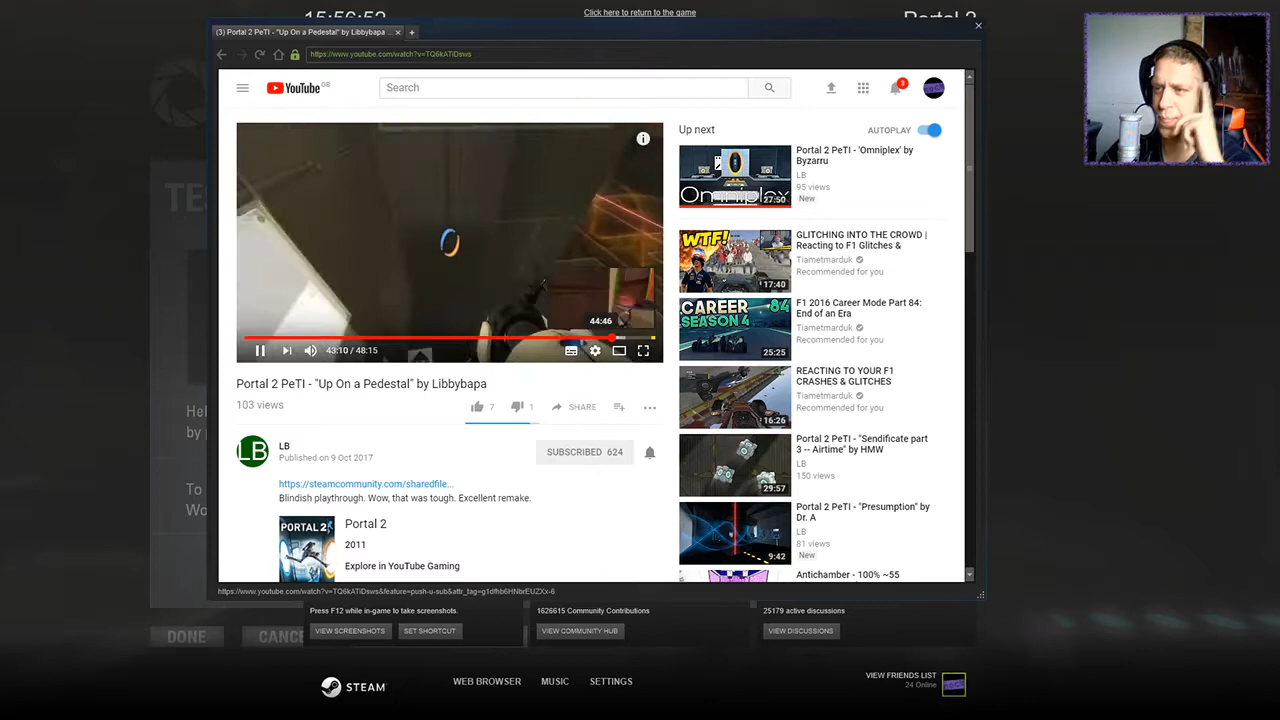 15:56:52
Click here to return to the game
Portal 2
(3) Portal 2 PeTI - "Up On a Pedestal" by Libbybapa ...
https://www.youtube.com/watch?v=TQ6kATlDsws
YouTube GB
Search
3
Up next
AUTOPLAY
Portal 2 PeTI - 'Omniplex' by
Byzarru
LB
95 views
New
Omniplex
27:50
GLITCHING INTO THE CROWD |
Reacting to F1 Glitches &
Tiametmarduk
Recommended for you
WTF!
17:40
F1 2016 Career Mode Part 84:
End of an Era
Tiametmarduk
Recommended for you
CAREER 84
SEASON 4
25:25
REACTING TO YOUR F1
CRASHES & GLITCHES
Tiametmarduk
Recommended for you
16:26
Portal 2 PeTI - "Sendificate part
3 -- Airtime" by HMW
LB
150 views
29:57
Portal 2 PeTI - "Presumption" by
Dr. A
LB
81 views
New
9:42
Antichamber - 100% ~55
44:46
43:10 / 48:15
Portal 2 PeTI - "Up On a Pedestal" by Libbybapa
103 views
7
1
SHARE
LB
LB
Published on 9 Oct 2017
SUBSCRIBED 624
https://steamcommunity.com/sharedfile...
Blindish playthrough. Wow, that was tough. Excellent remake.
PORTAL 2
Portal 2
2011
Explore in YouTube Gaming
https://www.youtube.com/watch?v=TQ6kATlDsws&feature=push-u-sub&attr_tag=g1dfhb6HNbrEUZXx-6
TE
Hel
by p
To
Wo
DONE
CANCE
Press F12 while in-game to take screenshots.
VIEW SCREENSHOTS
SET SHORTCUT
1626615 Community Contributions
VIEW COMMUNITY HUB
25179 active discussions
VIEW DISCUSSIONS
STEAM
WEB BROWSER
MUSIC
SETTINGS
VIEW FRIENDS LIST
24 Online